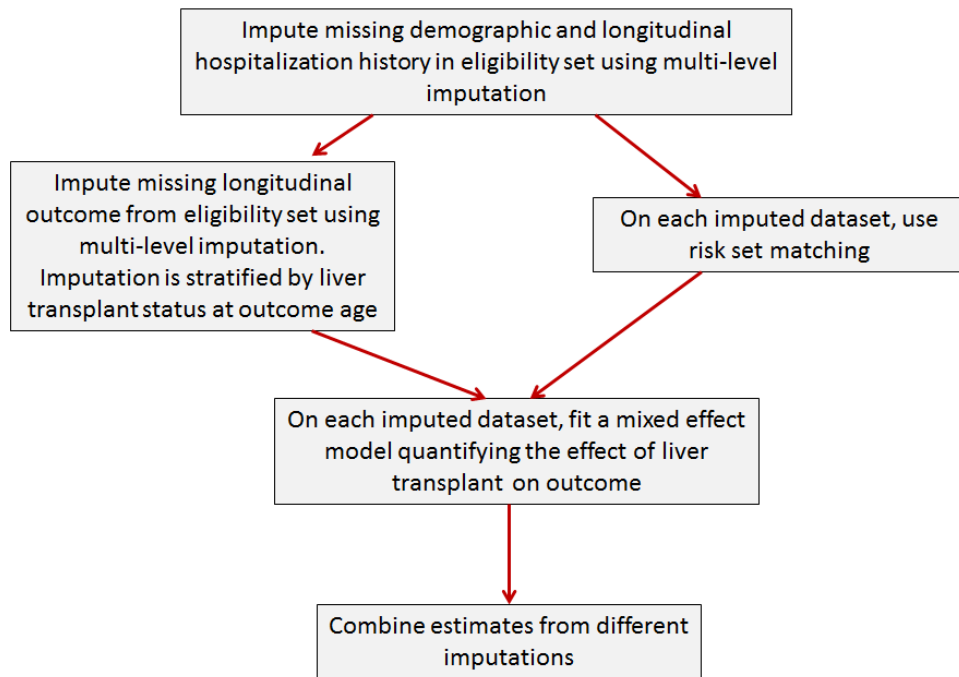 Impute missing demographic and longitudinal
hospitalization history in eligibility set using multi-level
imputation
Impute missing longitudinal
outcome from eligibility set using
multi-level imputation.
Imputation is stratified by liver
transplant status at outcome age
On each imputed dataset, use
risk set matching
On each imputed dataset, fit a mixed effect
model quantifying the effect of liver
transplant on outcome
Combine estimates from different
imputations